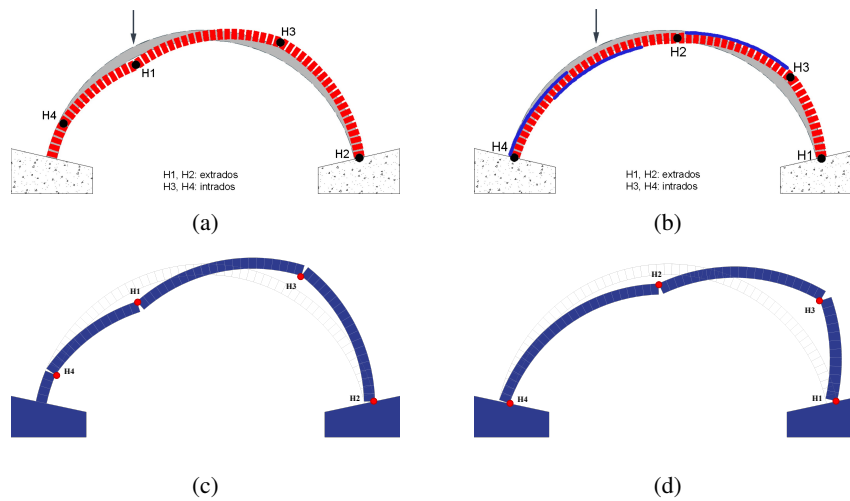 H3
H1
H4
H2
H1, H2: extrados
H3, H4: intrados
(a)
H2
H3
H4
H1
H1, H2: extrados
H3, H4: intrados
(b)
H1
H3
H4
H2
(c)
H2
H3
H4
H1
(d)